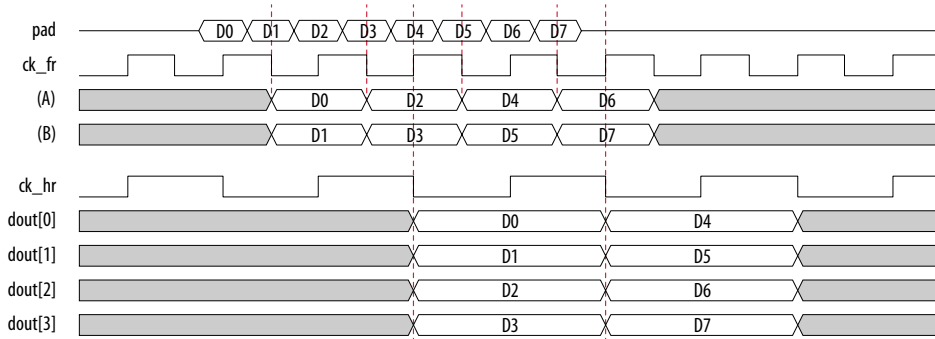 pad D0 D1 D2 D3 D4 D5 D6 D7
ck_fr
(A) D0 D2 D4 D6
(B) D1 D3 D5 D7
ck_hr
dout[0] D0 D4
dout[1] D1 D5
dout[2] D2 D6
dout[3] D3 D7